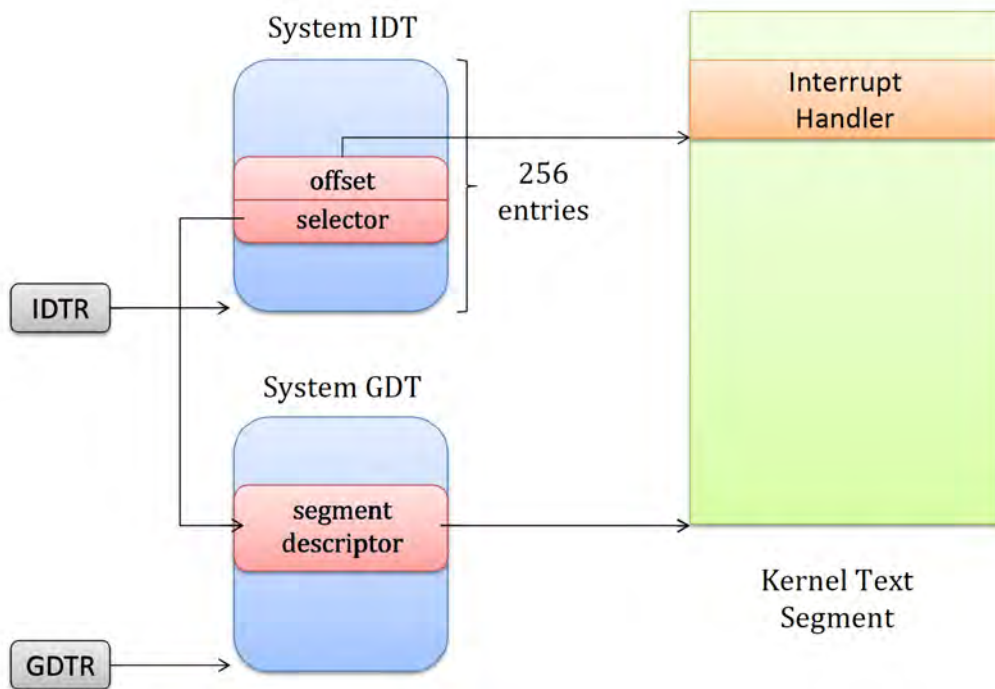 System IDT
Interrupt
Handler
offset
selector
256
entries
IDTR
System GDT
segment
descriptor
Kernel Text
Segment
GDTR